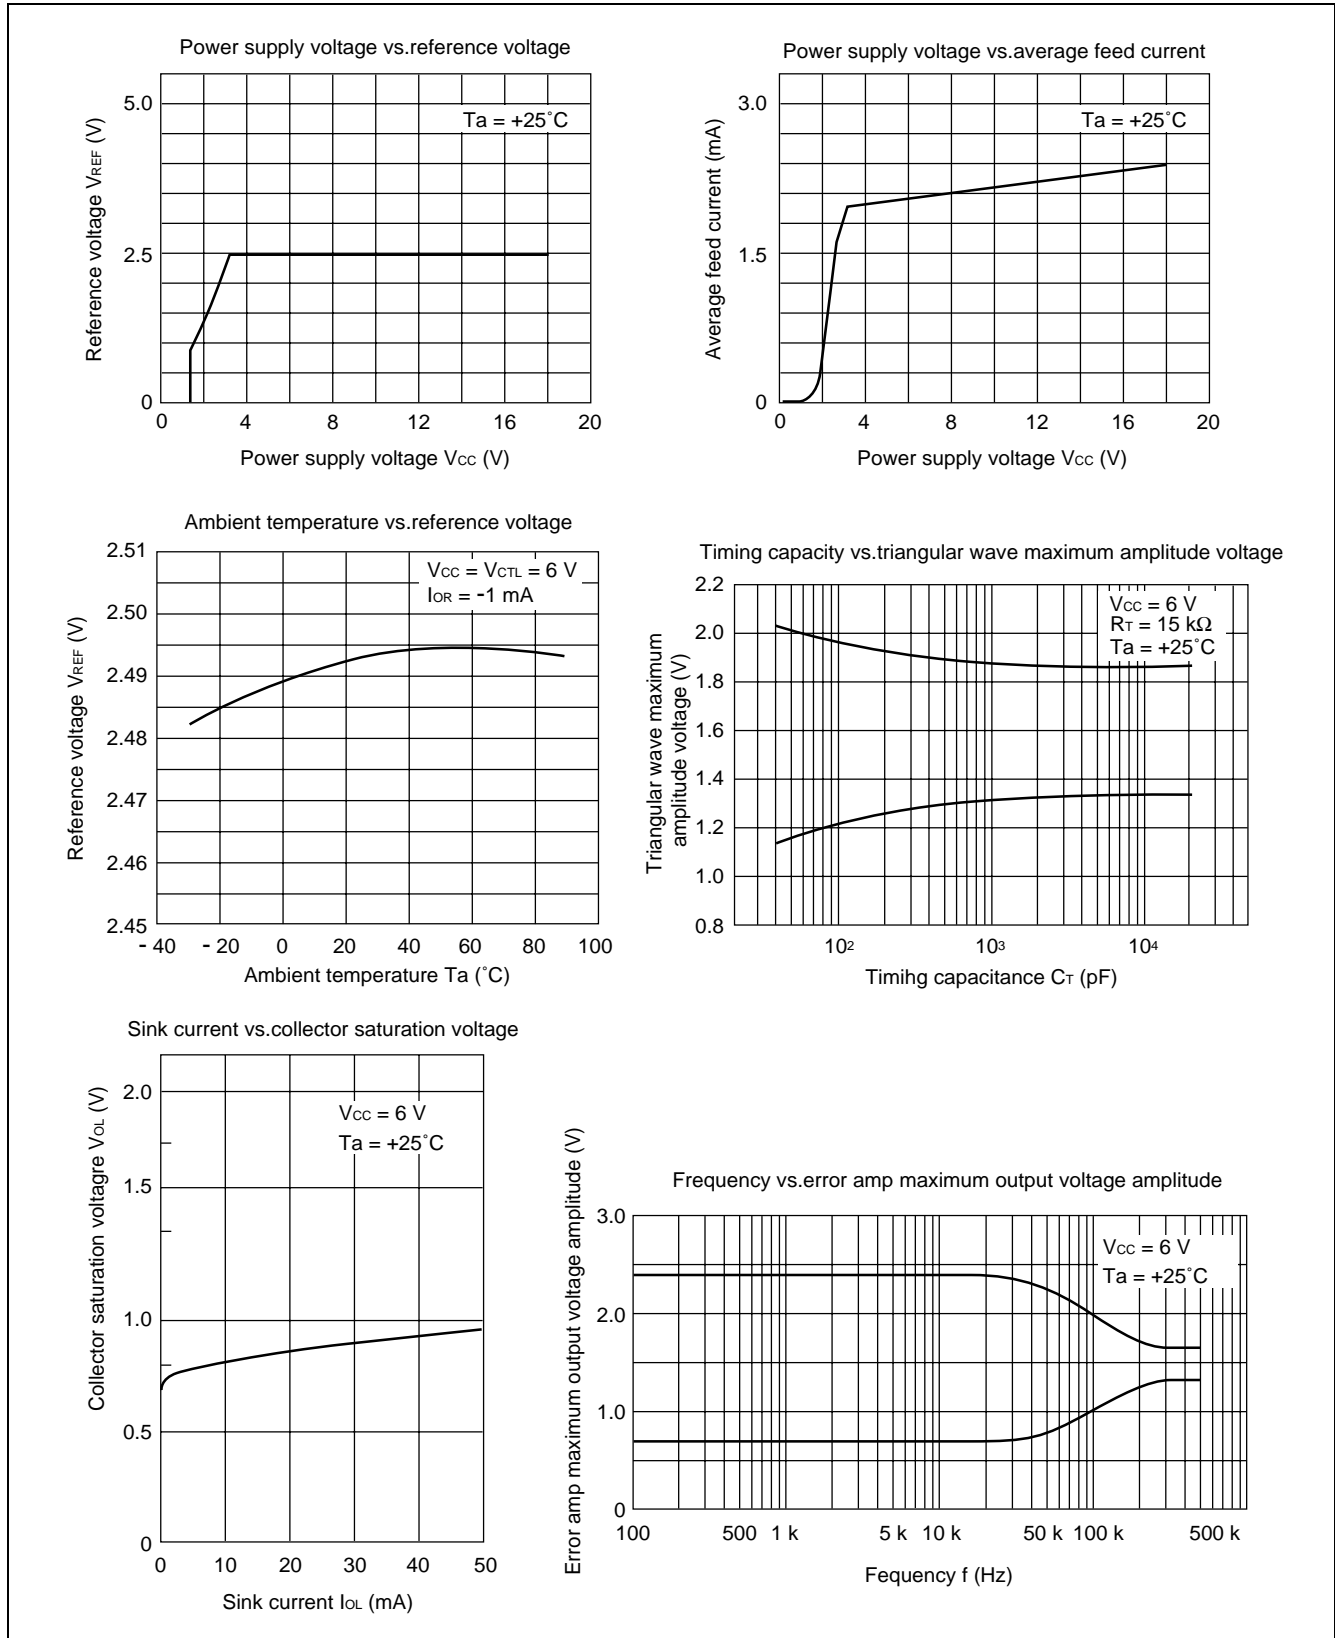 Power supply voltage vs.reference voltage
Reference voltage VREF (V)
5.0
2.5
0
Ta = +25˚C
0 4 8 12 16 20
Power supply voltage VCC (V)
Power supply voltage vs.average feed current
Average feed current (mA)
3.0
1.5
0
Ta = +25˚C
0 4 8 12 16 20
Power supply voltage VCC (V)
Ambient temperature vs.reference voltage
Reference voltage VREF (V)
2.51
2.50
2.49
2.48
2.47
2.46
2.45
VCC = VCTL = 6 V
IOR = -1 mA
- 40 - 20 0 20 40 60 80 100
Ambient temperature Ta (˚C)
Timing capacity vs.triangular wave maximum amplitude voltage
Triangular wave maximum
amplitude voltage (V)
2.2
2.0
1.8
1.6
1.4
1.2
1.0
0.8
VCC = 6 V
RT = 15 kΩ
Ta = +25˚C
10² 10³ 10⁴
Timihg capacitance CT (pF)
Sink current vs.collector saturation voltage
Collector saturation voltagre VOL (V)
2.0
1.5
1.0
0.5
0
VCC = 6 V
Ta = +25˚C
0 10 20 30 40 50
Sink current IOL (mA)
Frequency vs.error amp maximum output voltage amplitude
Error amp maximum output voltage amplitude (V)
3.0
2.0
1.0
0
VCC = 6 V
Ta = +25˚C
100 500 1 k 5 k 10 k 50 k 100 k 500 k
Fequency f (Hz)